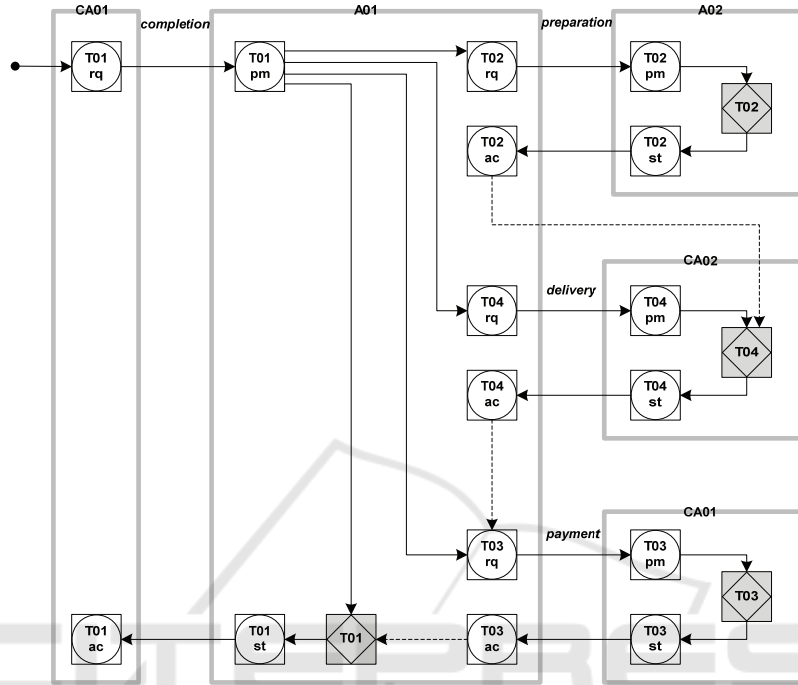 CA01
A01
A02
completion
preparation
T01
rq
T01
pm
T02
rq
T02
pm
T02
T02
ac
T02
st
CA02
delivery
T04
rq
T04
pm
T04
T04
ac
T04
st
CA01
payment
T03
rq
T03
pm
T03
T01
ac
T01
st
T01
T03
ac
T03
st